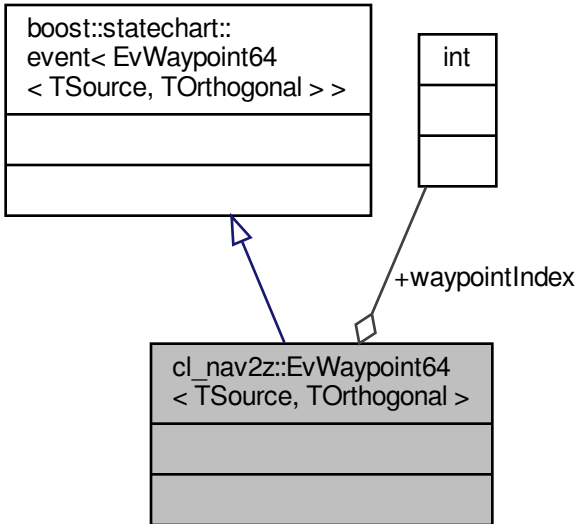 boost::statechart::
event< EvWaypoint64
< TSource, TOrthogonal > >
int
+waypointIndex
cl_nav2z::EvWaypoint64
< TSource, TOrthogonal >